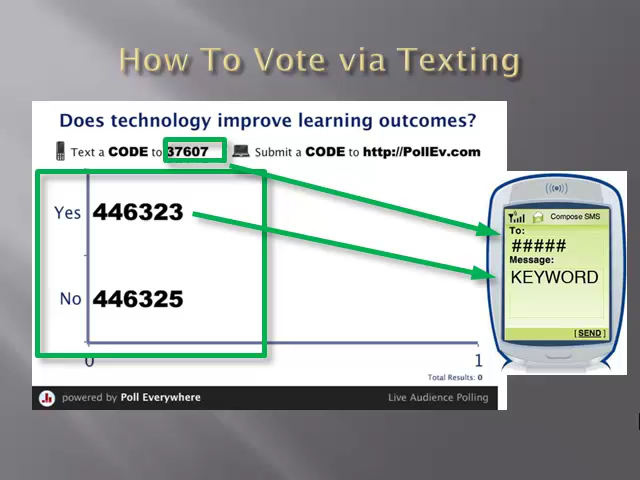 How To Vote via Texting
Does technology improve learning outcomes?
Text a CODE to 37607 Submit a CODE to http://PollEv.com
Yes 446323
No 446325
0 1
Total Results: 0
powered by Poll Everywhere Live Audience Polling
Compose SMS
To:
#####
Message:
KEYWORD
[ SEND ]